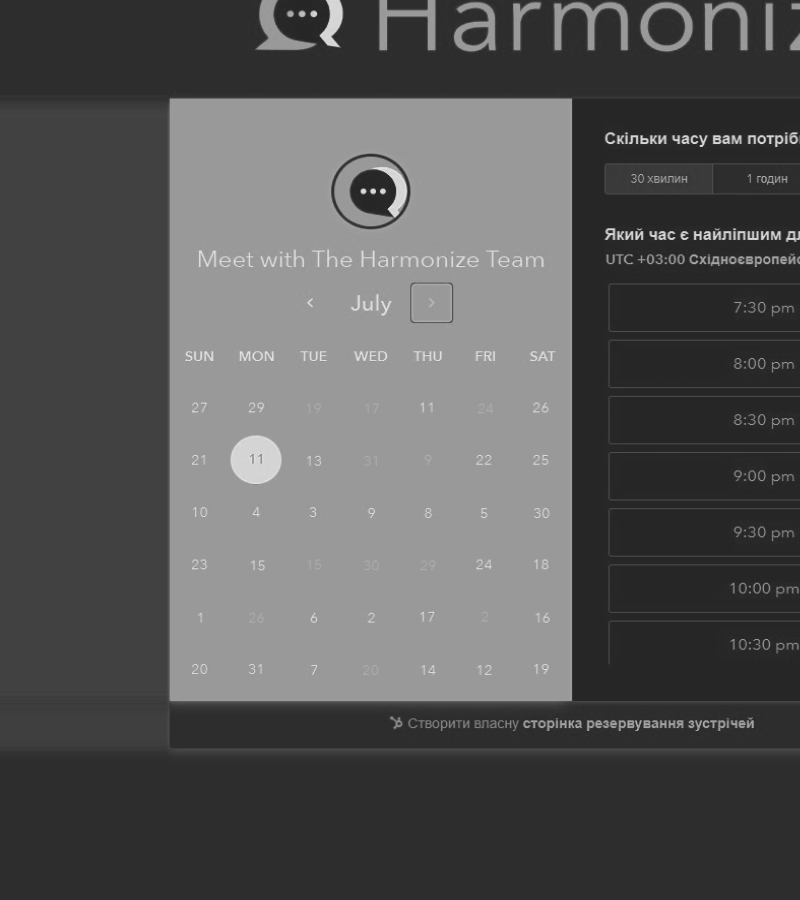 Harmoniz
Meet with The Harmonize Team
July
SUN MON TUE WED THU FRI SAT
27 29 19 17 11 24 26
21 11 13 31 9 22 25
10 4 3 9 8 5 30
23 15 15 30 29 24 18
1 26 6 2 17 2 16
20 31 7 20 14 12 19
Скільки часу вам потріб
30 хвилин 1 годин
Який час є найліпшим д
UTC +03:00 Східноєвропейс
7:30 pm
8:00 pm
8:30 pm
9:00 pm
9:30 pm
10:00 pm
10:30 pm
Створити власну сторінка резервування зустрічей